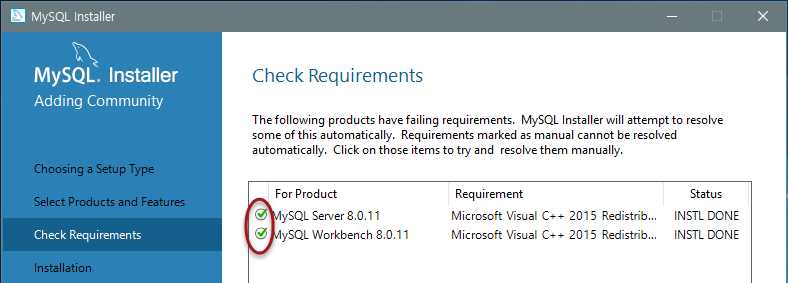 MySQL Installer
MySQL. Installer
Adding Community
Choosing a Setup Type
Select Products and Features
Check Requirements
Installation
Check Requirements
The following products have failing requirements. MySQL Installer will attempt to resolve
some of this automatically. Requirements marked as manual cannot be resolved
automatically. Click on those items to try and resolve them manually.
For Product Requirement Status
MySQL Server 8.0.11 Microsoft Visual C++ 2015 Redistrib... INSTL DONE
MySQL Workbench 8.0.11 Microsoft Visual C++ 2015 Redistrib... INSTL DONE